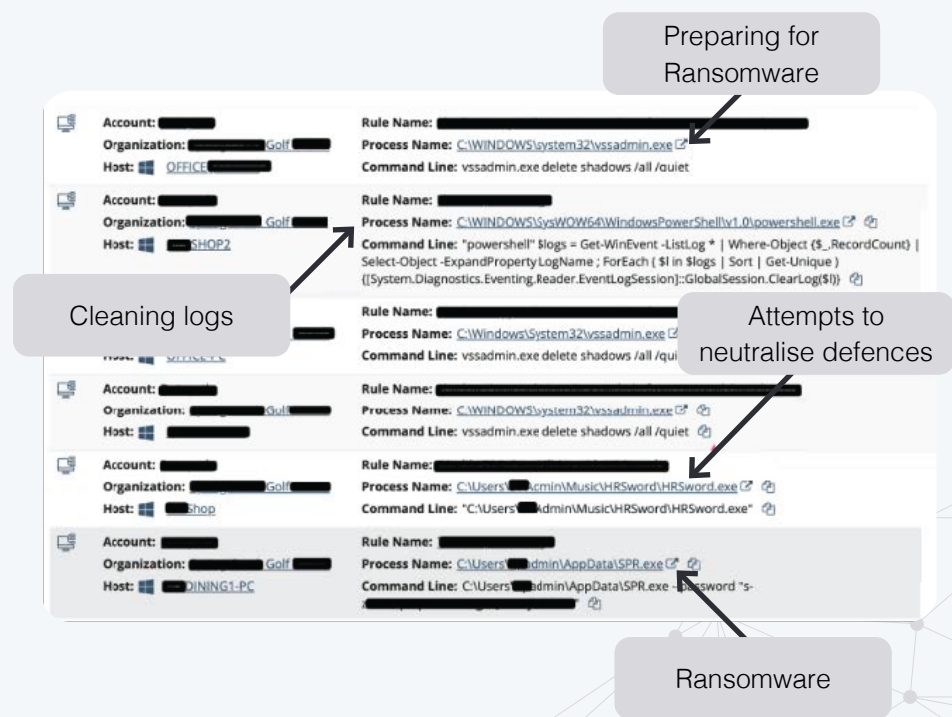 Preparing for
Ransomware
Account:
Rule Name:
Organization: Golf
Process Name: C:\WINDOWS\system32\vssadmin.exe
Host: OFFICE
Command Line: vssadmin.exe delete shadows /all /quiet
Account:
Rule Name:
Organization: Golf
Process Name: C:\WINDOWS\SysWOW64\WindowsPowerShell\v1.0\powershell.exe
Host: SHOP2
Command Line: "powershell" $logs = Get-WinEvent -ListLog * | Where-Object {$_.RecordCount} |
Select-Object -ExpandProperty LogName ; ForEach ( $l in $logs | Sort | Get-Unique )
{[System.Diagnostics.Eventing.Reader.EventLogSession]::GlobalSession.ClearLog($l)}
Cleaning logs
Rule Name:
Process Name: C:\Windows\System32\vssadmin.exe
Host: OFFICE-PC
Command Line: vssadmin.exe delete shadows /all /qui
Attempts to
neutralise defences
Account:
Rule Name:
Organization: Golf
Process Name: C:\WINDOWS\system32\vssadmin.exe
Host:
Command Line: vssadmin.exe delete shadows /all /quiet
Account:
Rule Name:
Organization: Golf
Process Name: C:\Users\ Acmin\Music\HRSword\HRSword.exe
Host: Shop
Command Line: "C:\Users\ Admin\Music\HRSword\HRSword.exe"
Account:
Rule Name:
Organization: Golf
Process Name: C:\Users\ admin\AppData\SPR.exe
Host: DINING1-PC
Command Line: C:\Users\ admin\AppData\SPR.exe -password "s-
"
Ransomware